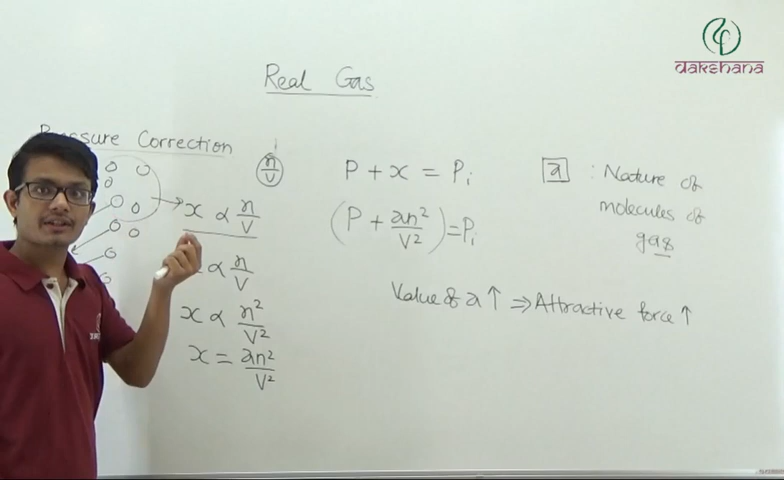 dakshana
Real Gas
Pressure Correction
n/V
x ∝ n/V
∝ n/V
x ∝ n²/V²
x = an²/V²
P + x = Pᵢ
(P + an²/V²) = Pᵢ
a : Nature of
molecules of
gas
Value of a ↑ ⇒ Attractive force ↑